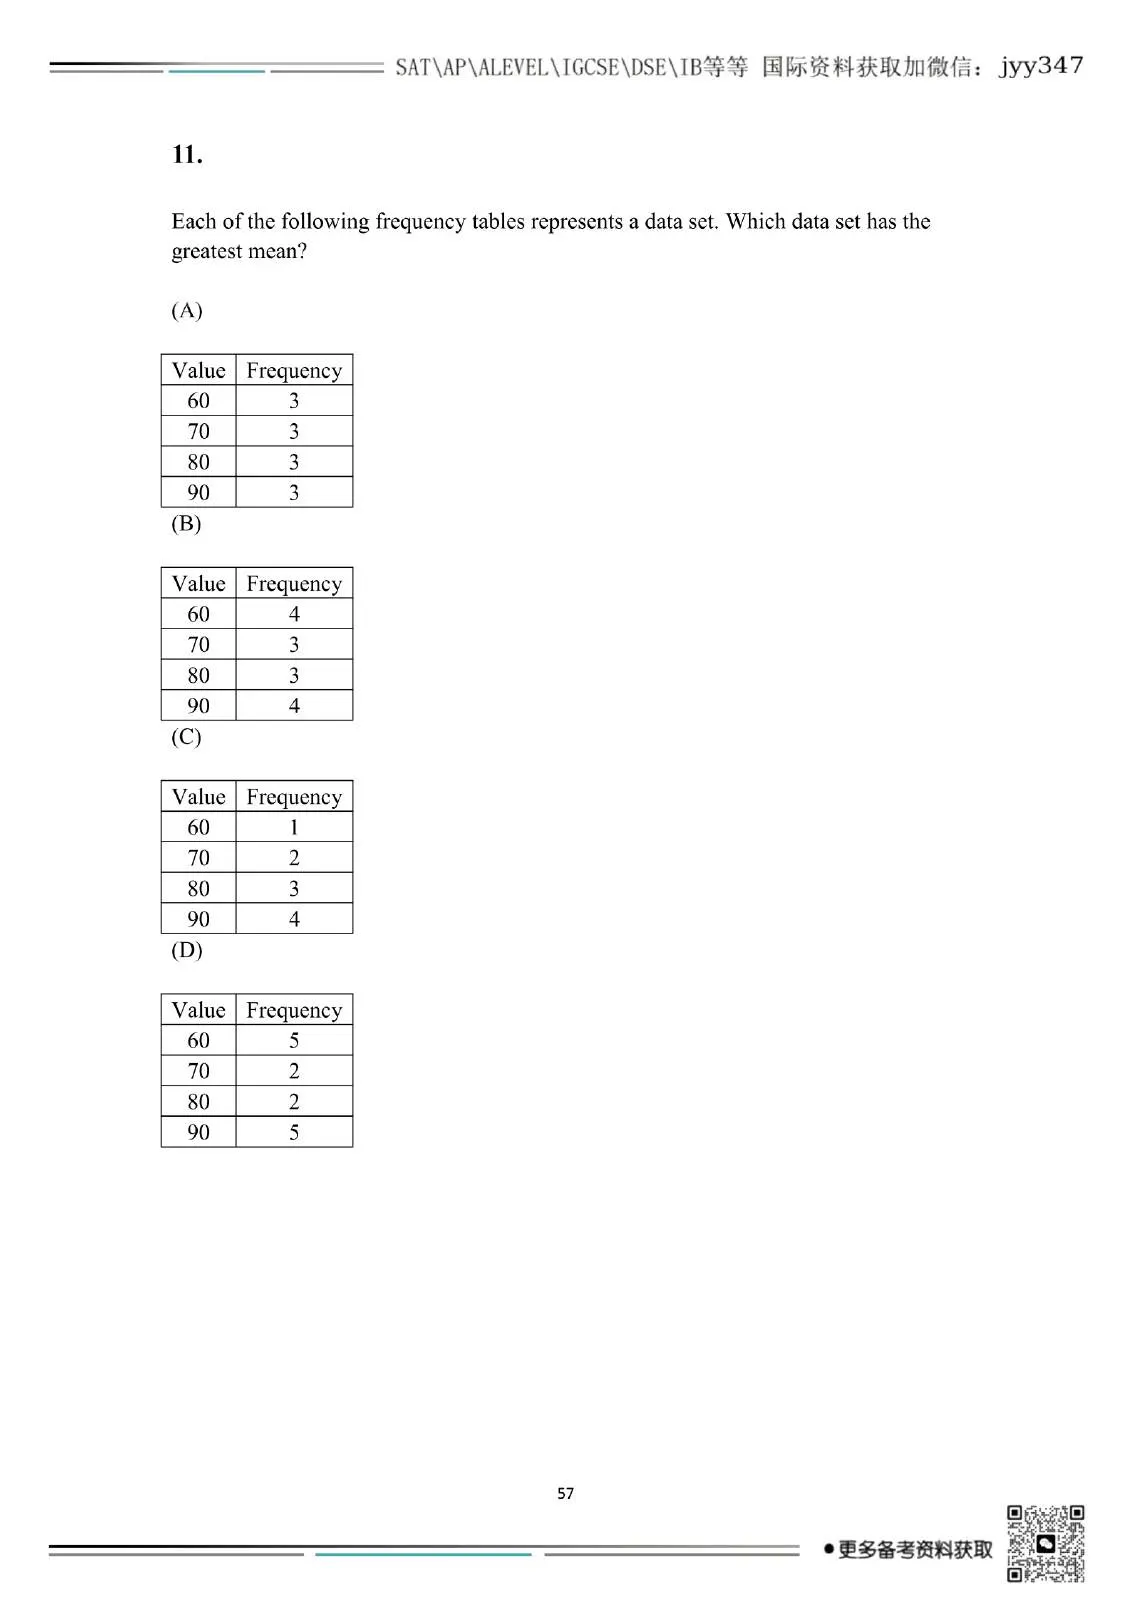 SAT\AP\ALEVEL\IGCSE\DSE\IB等等 国际资料获取加微信： jyy347
11.
Each of the following frequency tables represents a data set. Which data set has the
greatest mean?
(A)
Value Frequency
60 3
70 3
80 3
90 3
(B)
Value Frequency
60 4
70 3
80 3
90 4
(C)
Value Frequency
60 1
70 2
80 3
90 4
(D)
Value Frequency
60 5
70 2
80 2
90 5
57
●更多备考资料获取